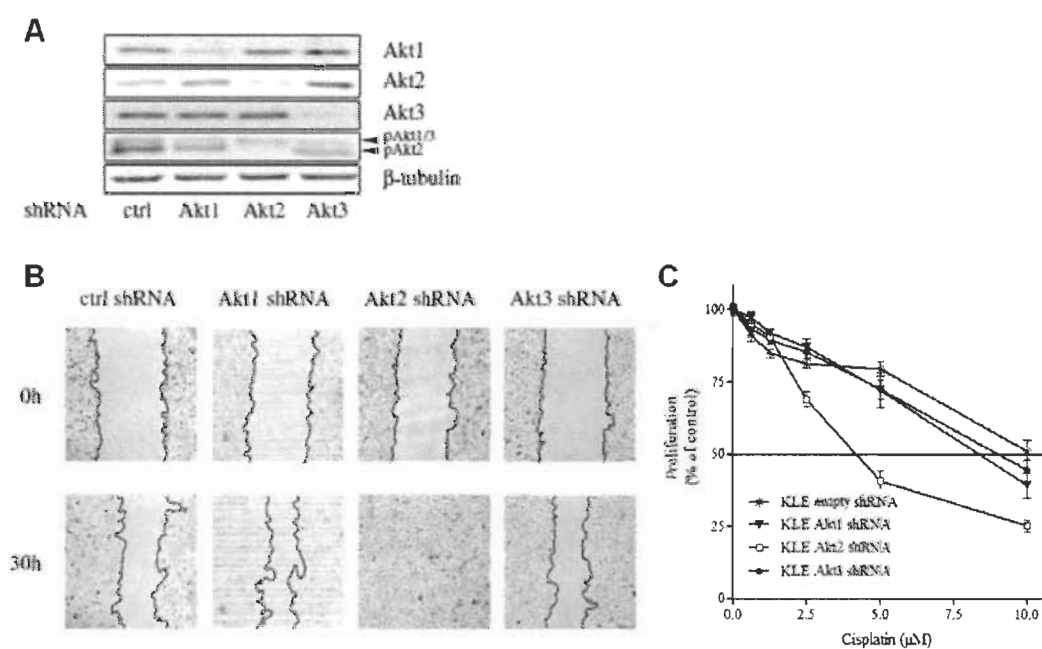 A
Akt1
Akt2
Akt3
pAkt1/3
pAkt2
β-tubulin
shRNA ctrl Akt1 Akt2 Akt3
B
ctrl shRNA Akt1 shRNA Akt2 shRNA Akt3 shRNA
0h
30h
C
100
75
50
25
0
Proliferation
(% of control)
KLE empty shRNA
KLE Akt1 shRNA
KLE Akt2 shRNA
KLE Akt3 shRNA
0.0 2.5 5.0 7.5 10.0
Cisplatin (μM)